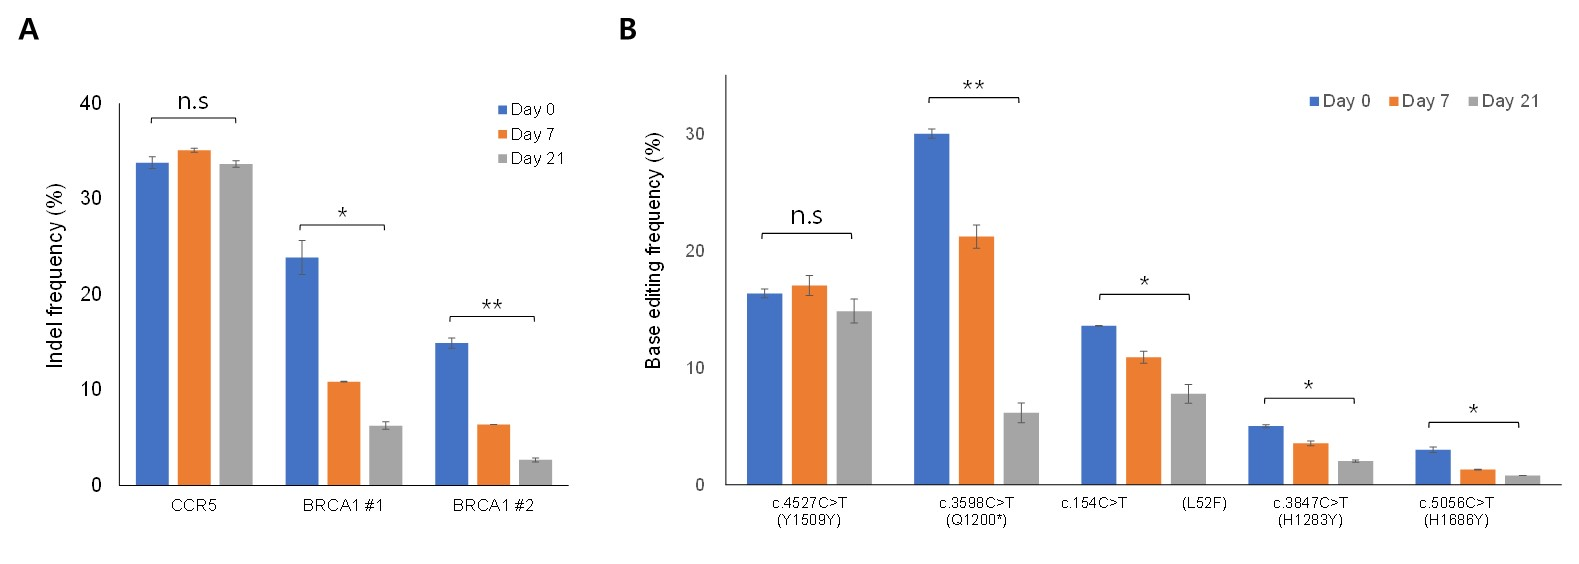 A
B
Indel frequency (%)
40
30
20
10
0
n.s
*
**
Day 0
Day 7
Day 21
CCR5
BRCA1 #1
BRCA1 #2
Base editing frequency (%)
30
20
10
0
n.s
**
*
*
*
Day 0 Day 7 Day 21
c.4527C>T
(Y1509Y)
c.3598C>T
(Q1200*)
c.154C>T (L52F)
c.3847C>T
(H1283Y)
c.5056C>T
(H1686Y)